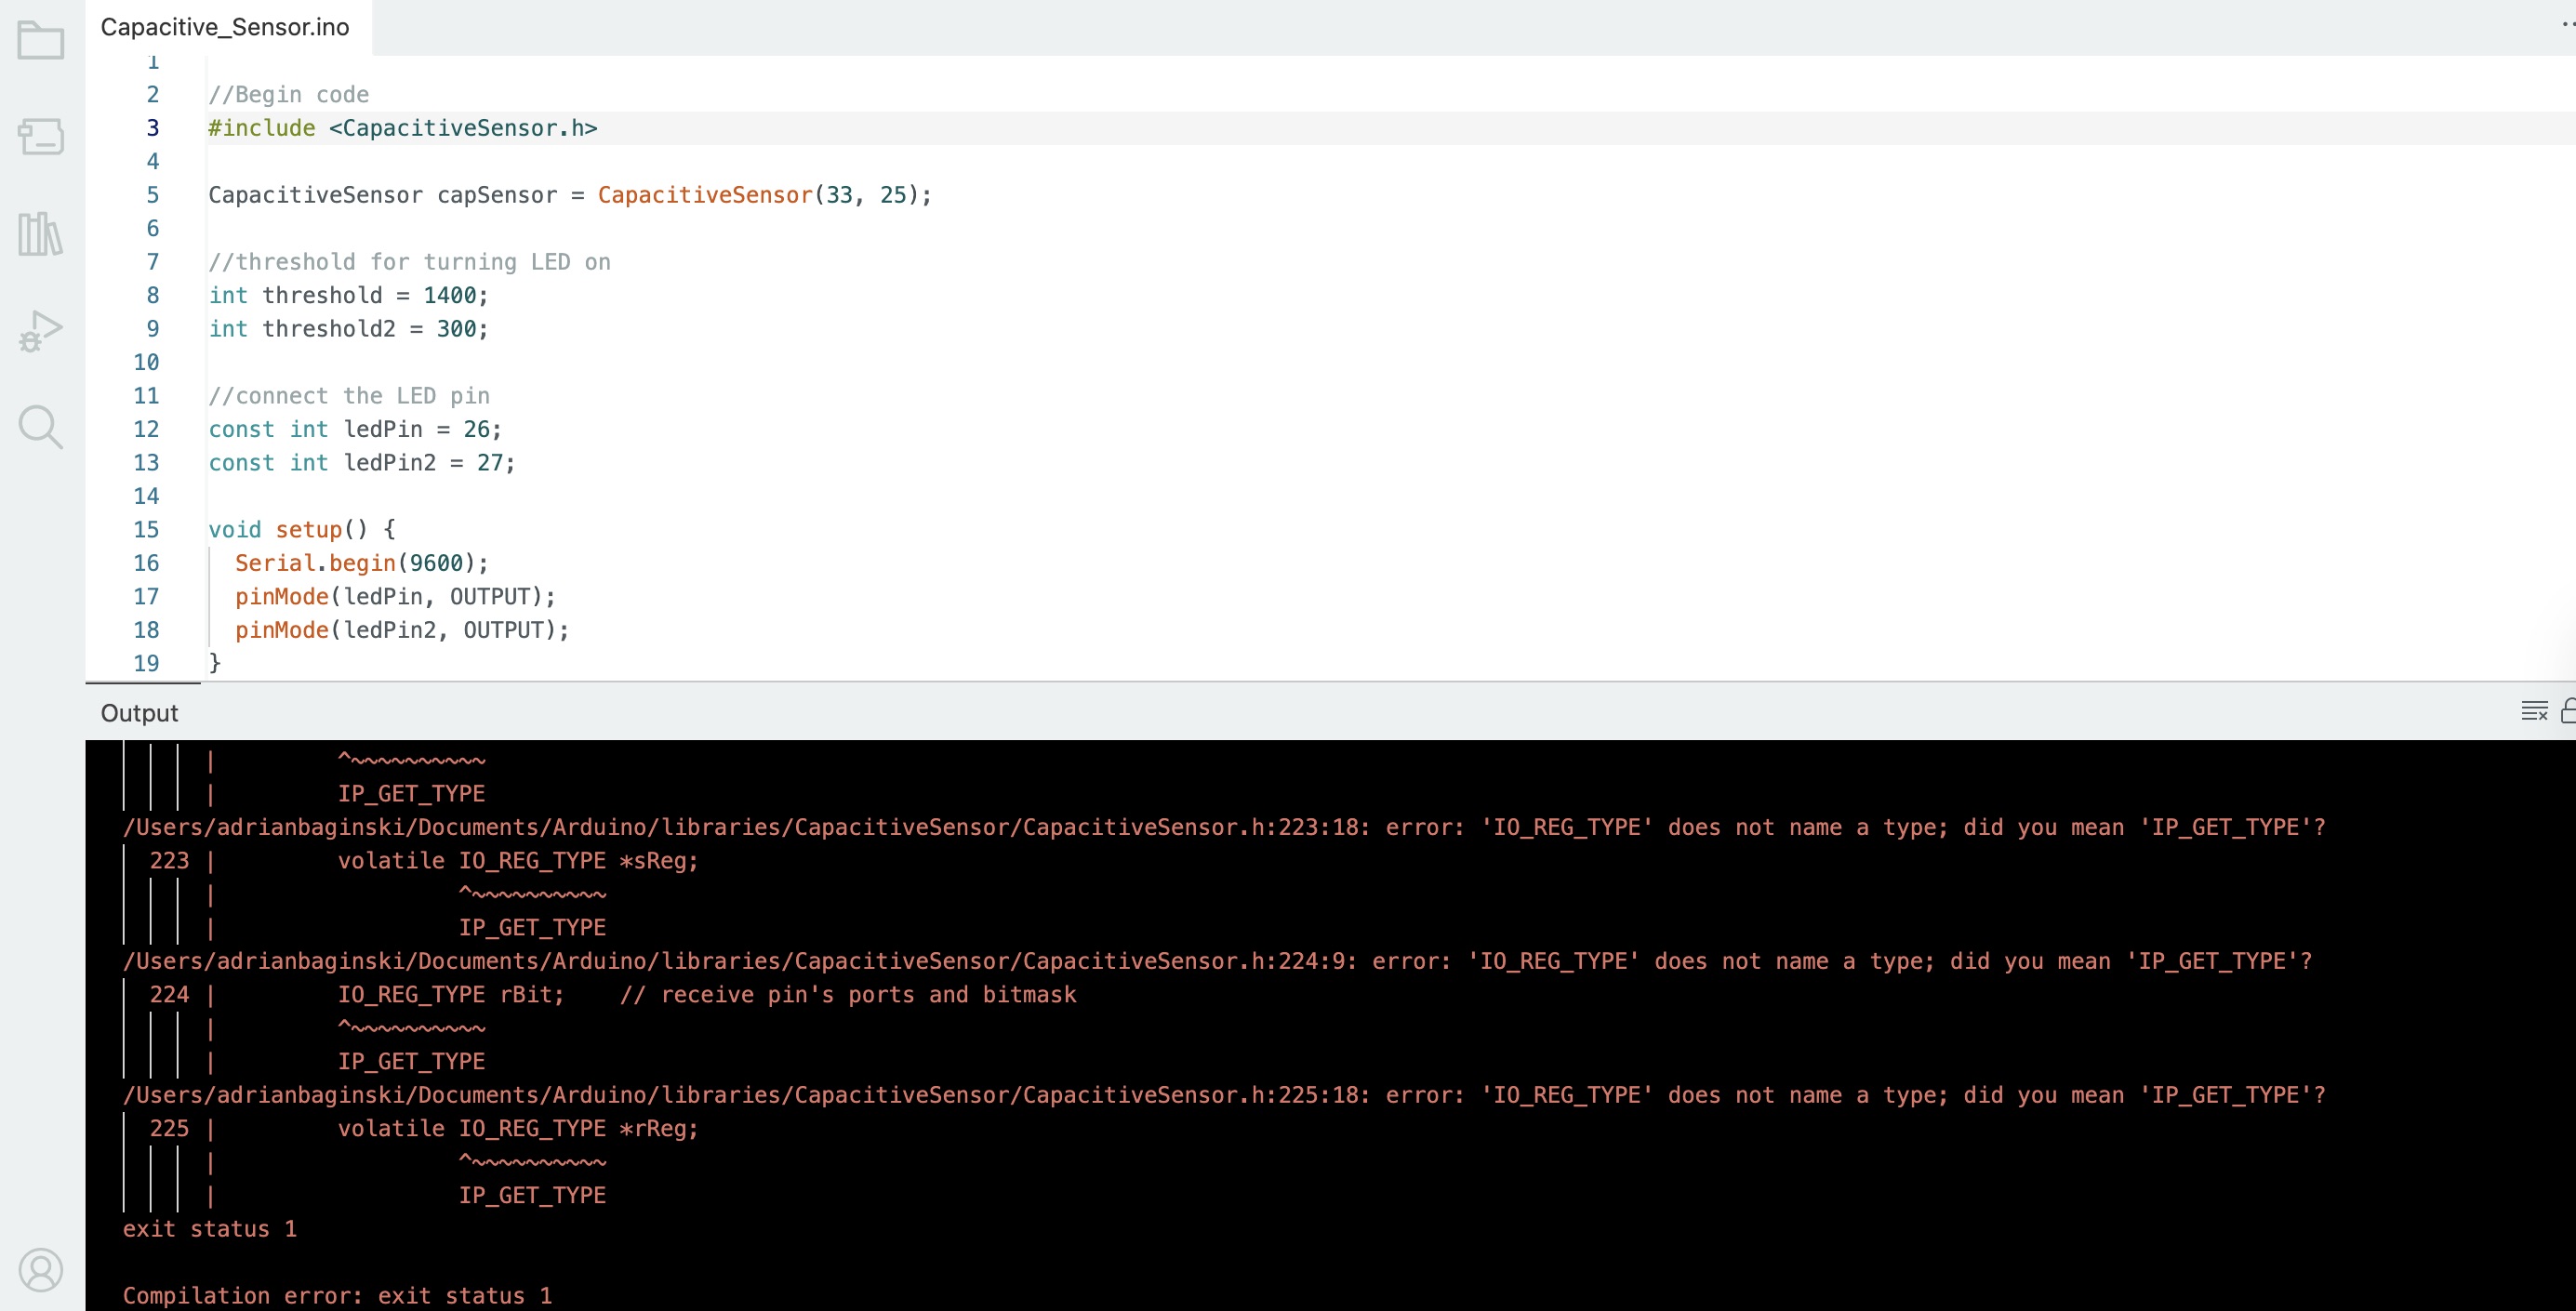 Capacitive_Sensor.ino
1
2 //Begin code
3 #include <CapacitiveSensor.h>
4
5 CapacitiveSensor capSensor = CapacitiveSensor(33, 25);
6
7 //threshold for turning LED on
8 int threshold = 1400;
9 int threshold2 = 300;
10
11 //connect the LED pin
12 const int ledPin = 26;
13 const int ledPin2 = 27;
14
15 void setup() {
16 Serial.begin(9600);
17 pinMode(ledPin, OUTPUT);
18 pinMode(ledPin2, OUTPUT);
19 }
Output
| ^~~~~~~~~~~
| IP_GET_TYPE
/Users/adrianbaginski/Documents/Arduino/libraries/CapacitiveSensor/CapacitiveSensor.h:223:18: error: 'IO_REG_TYPE' does not name a type; did you mean 'IP_GET_TYPE'?
223 | volatile IO_REG_TYPE *sReg;
| ^~~~~~~~~~~
| IP_GET_TYPE
/Users/adrianbaginski/Documents/Arduino/libraries/CapacitiveSensor/CapacitiveSensor.h:224:9: error: 'IO_REG_TYPE' does not name a type; did you mean 'IP_GET_TYPE'?
224 | IO_REG_TYPE rBit; // receive pin's ports and bitmask
| ^~~~~~~~~~~
| IP_GET_TYPE
/Users/adrianbaginski/Documents/Arduino/libraries/CapacitiveSensor/CapacitiveSensor.h:225:18: error: 'IO_REG_TYPE' does not name a type; did you mean 'IP_GET_TYPE'?
225 | volatile IO_REG_TYPE *rReg;
| ^~~~~~~~~~~
| IP_GET_TYPE
exit status 1
Compilation error: exit status 1